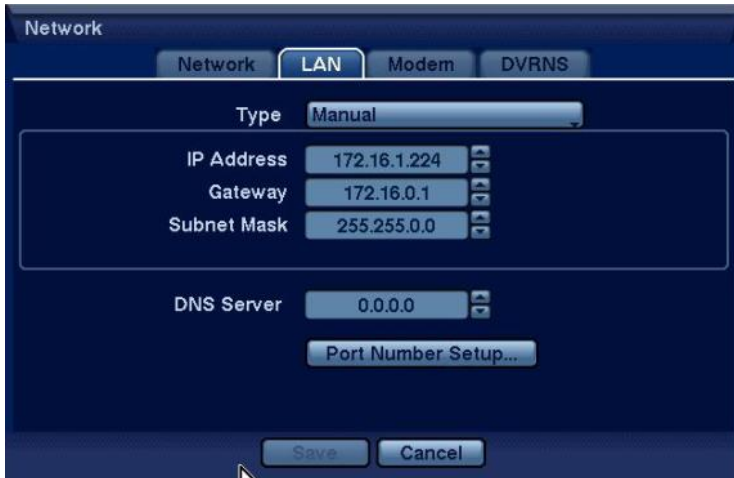 Network
Network LAN Modem DVRNS
Type Manual
IP Address 172.16.1.224
Gateway 172.16.0.1
Subnet Mask 255.255.0.0
DNS Server 0.0.0.0
Port Number Setup...
Save Cancel